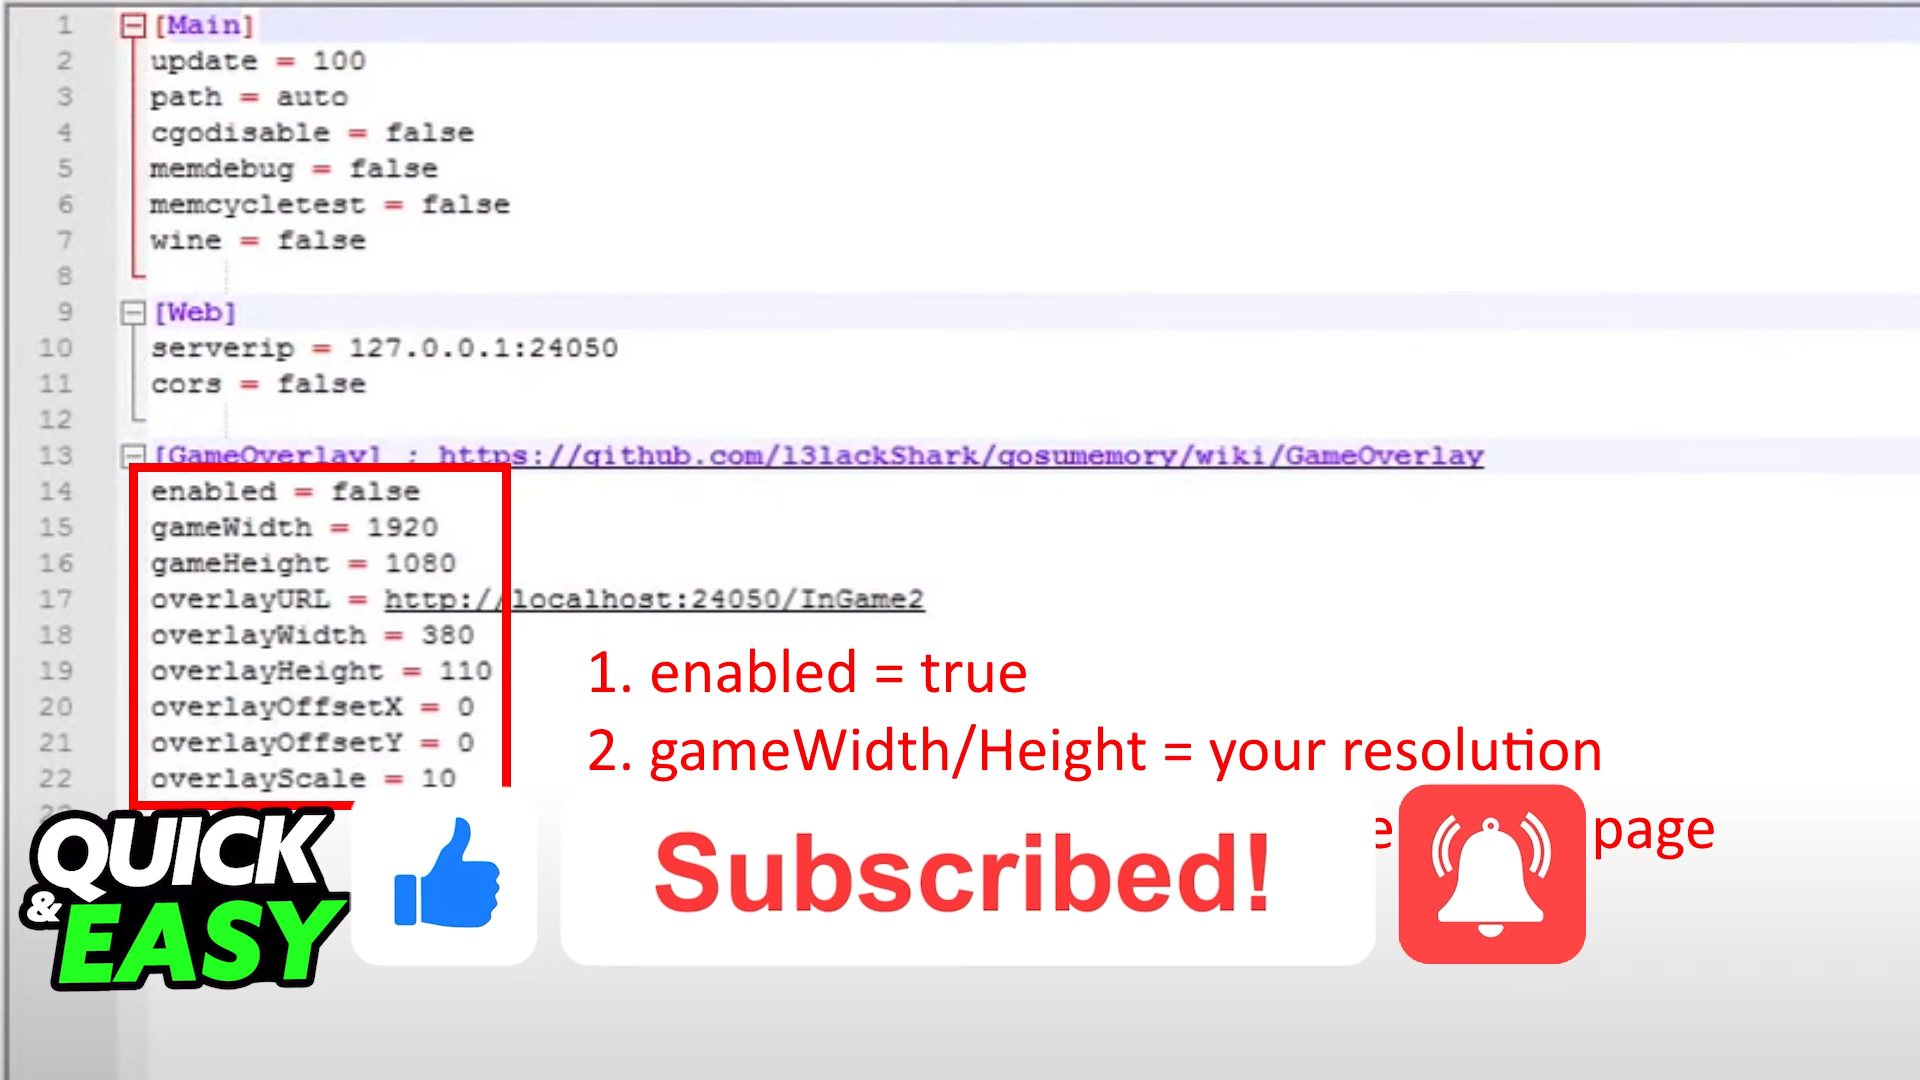 1 [Main]
2 update = 100
3 path = auto
4 cgodisable = false
5 memdebug = false
6 memcycletest = false
7 wine = false
8
9 [Web]
10 serverip = 127.0.0.1:24050
11 cors = false
12
13 [GameOverlay] ; https://github.com/l3lackShark/gosumemory/wiki/GameOverlay
14 enabled = false
15 gameWidth = 1920
16 gameHeight = 1080
17 overlayURL = http://localhost:24050/InGame2
18 overlayWidth = 380
19 overlayHeight = 110
20 overlayOffsetX = 0
21 overlayOffsetY = 0
22 overlayScale = 10
1. enabled = true
2. gameWidth/Height = your resolution
page
QUICK
& EASY
Subscribed!